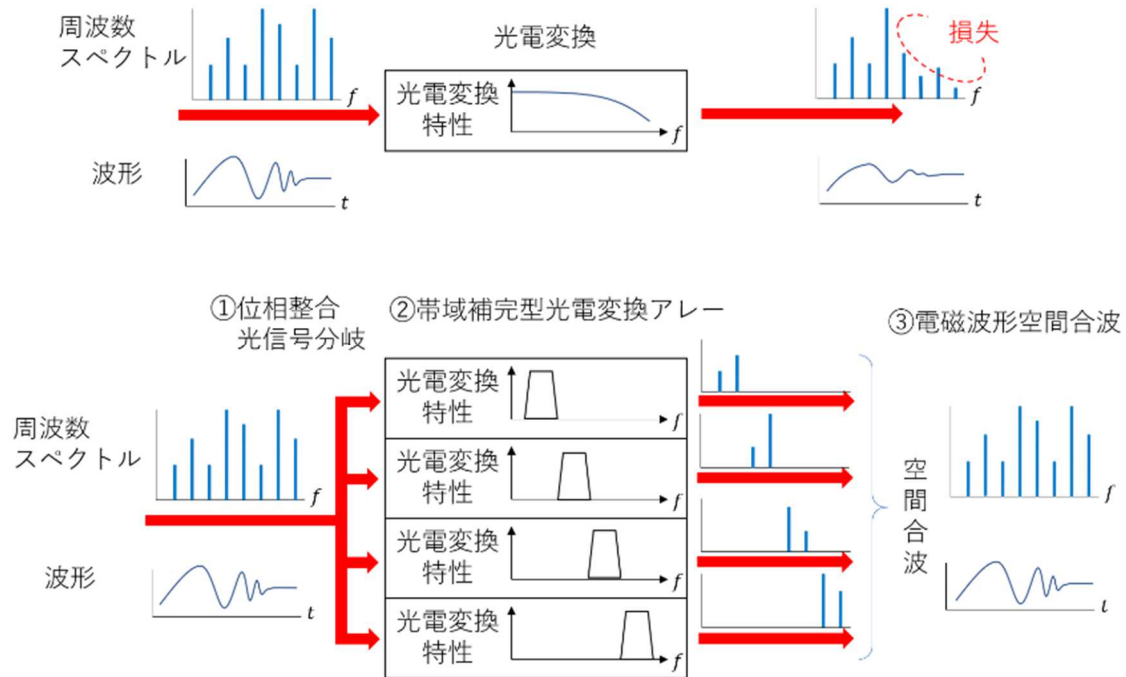 周波数
スペクトル
f
光電変換
光電変換
特性
f
損失
f
波形
t
t
①位相整合
光信号分岐
②帯域補完型光電変換アレー
③電磁波形空間合波
周波数
スペクトル
f
光電変換
特性
f
光電変換
特性
f
光電変換
特性
f
光電変換
特性
f
空間合波
f
波形
t
t